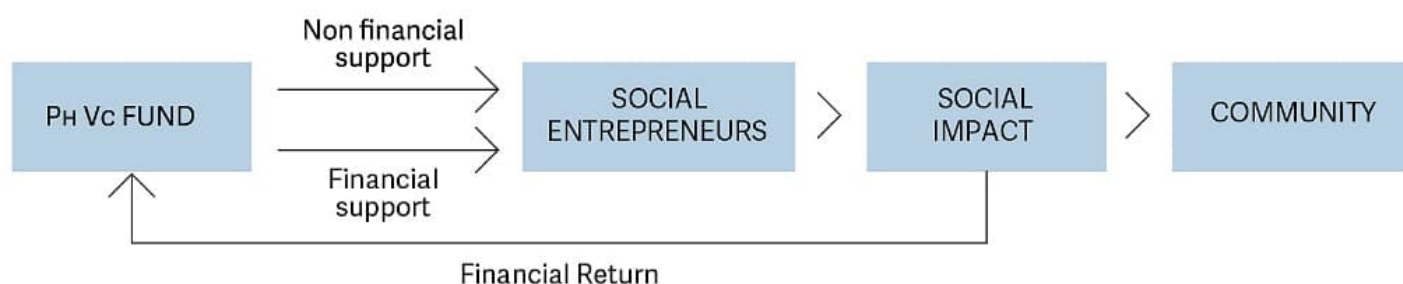 Non financial
support
PH VC FUND
Financial
support
SOCIAL
ENTREPRENEURS
SOCIAL
IMPACT
COMMUNITY
Financial Return